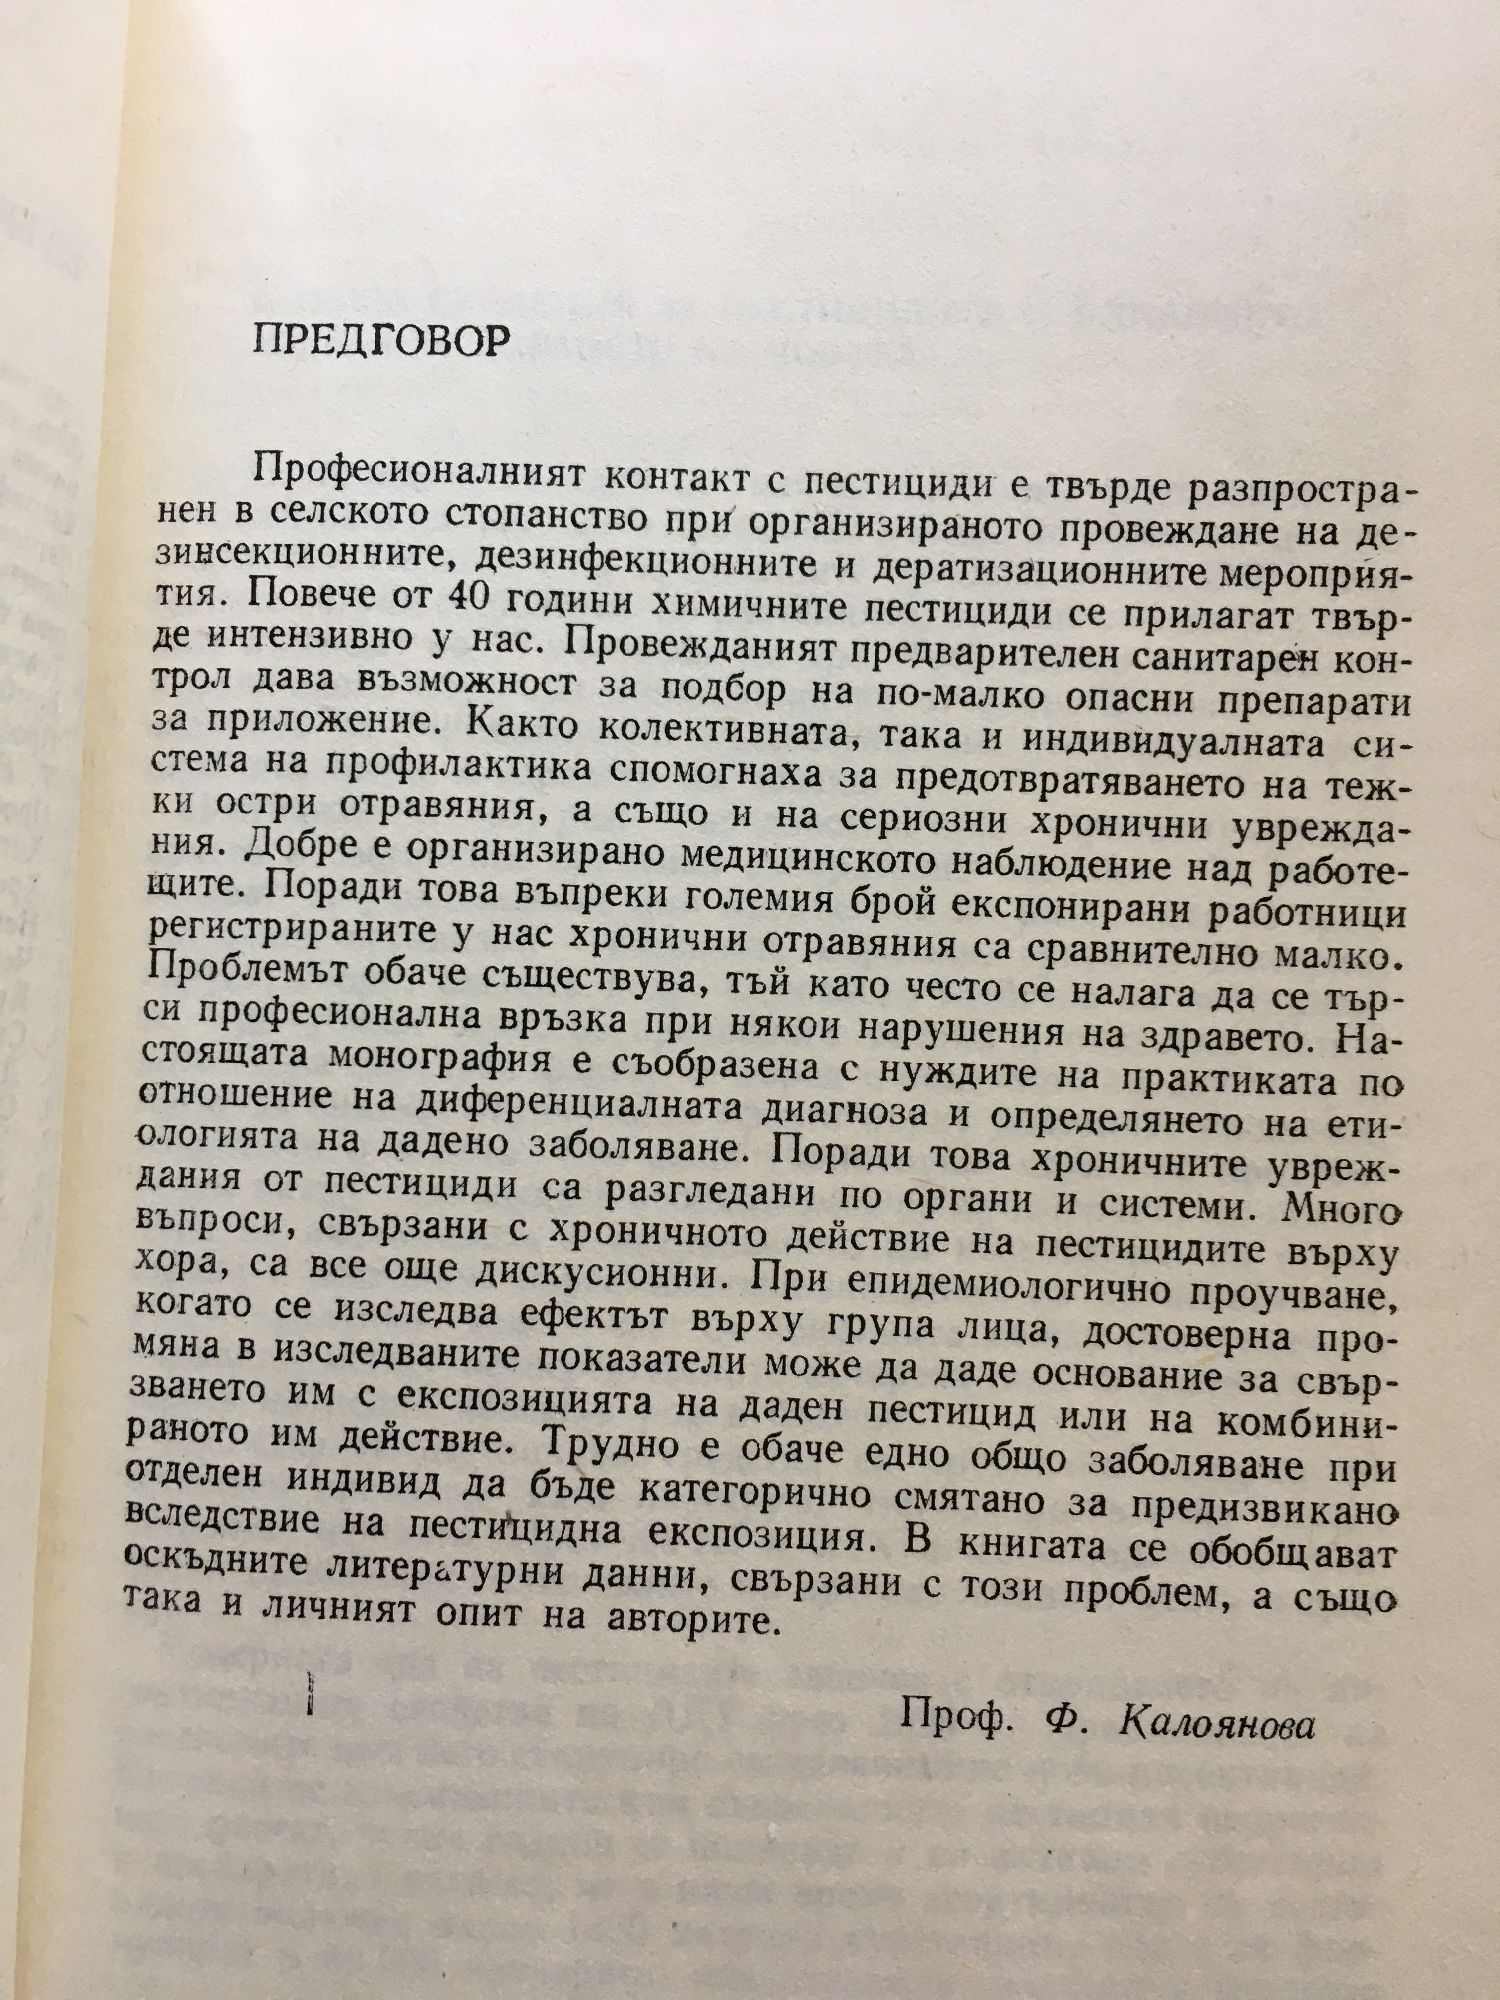 ПРЕДГОВОР
Професионалният контакт с пестициди е твърде разпростра-
нен в селското стопанство при организираното провеждане на де-
зинсекционните, дезинфекционните и дератизационните мероприя-
тия. Повече от 40 години химичните пестициди се прилагат твър-
де интензивно у нас. Провежданият предварителен санитарен кон-
трол дава възможност за подбор на по-малко опасни препарати
за приложение. Както колективната, така и индивидуалната си-
стема на профилактика спомогнаха за предотвратяването на теж-
ки остри отравяния, а също и на сериозни хронични уврежда-
ния. Добре е организирано медицинското наблюдение над работе-
щите. Поради това въпреки големия брой експонирани работници
регистрираните у нас хронични отравяния са сравнително малко.
Проблемът обаче съществува, тъй като често се налага да се тър-
си професионална връзка при някои нарушения на здравето. На-
стоящата монография е съобразена с нуждите на практиката по
отношение на диференциалната диагноза и определянето на ети-
ологията на дадено заболяване. Поради това хроничните увреж-
дания от пестициди са разгледани по органи и системи. Много
въпроси, свързани с хроничното действие на пестицидите върху
хора, са все още дискусионни. При епидемиологично проучване,
когато се изследва ефектът върху група лица, достоверна про-
мяна в изследваните показатели може да даде основание за свър-
зването им с експозицията на даден пестицид или на комбини-
раното им действие. Трудно е обаче едно общо заболяване при
отделен индивид да бъде категорично смятано за предизвикано
вследствие на пестицидна експозиция. В книгата се обобщават
оскъдните литературни данни, свързани с този проблем, а също
така и личният опит на авторите.
Проф. Ф. Калоянова